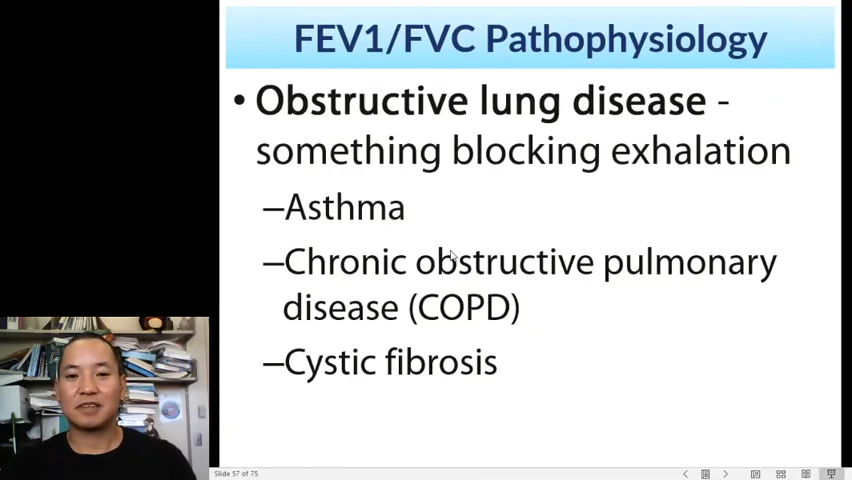 FEV1/FVC Pathophysiology
• Obstructive lung disease -
something blocking exhalation
–Asthma
–Chronic obstructive pulmonary
disease (COPD)
–Cystic fibrosis
Slide 57 of 75